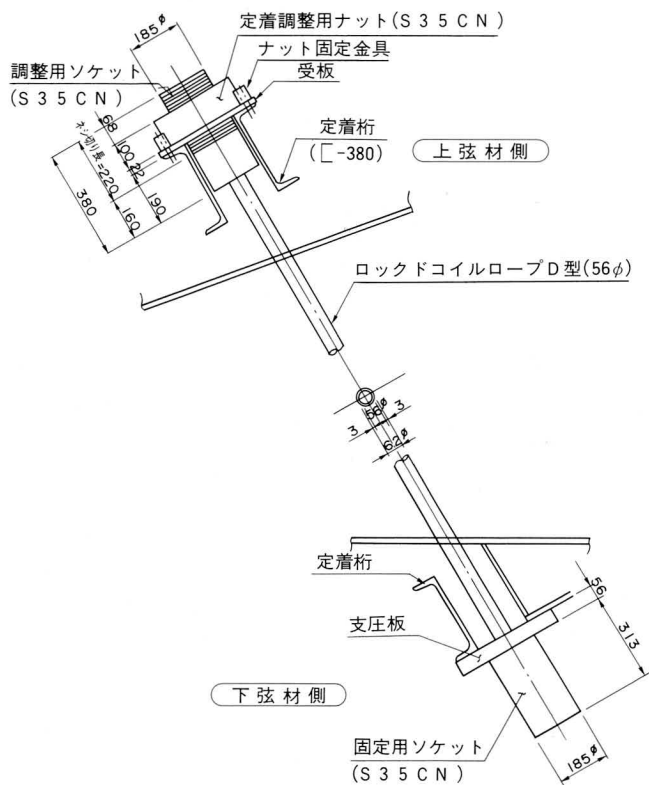 185φ
定着調整用ナット(S35CN)
ナット固定金具
受板
調整用ソケット
(S35CN)
定着桁
([-380)
上弦材側
68
100
22
ネジ切り長=220
190
380
160
ロックドコイルロープD型(56φ)
56φ
3
3
62φ
定着桁
56
支圧板
313
下弦材側
固定用ソケット
(S35CN)
185φ